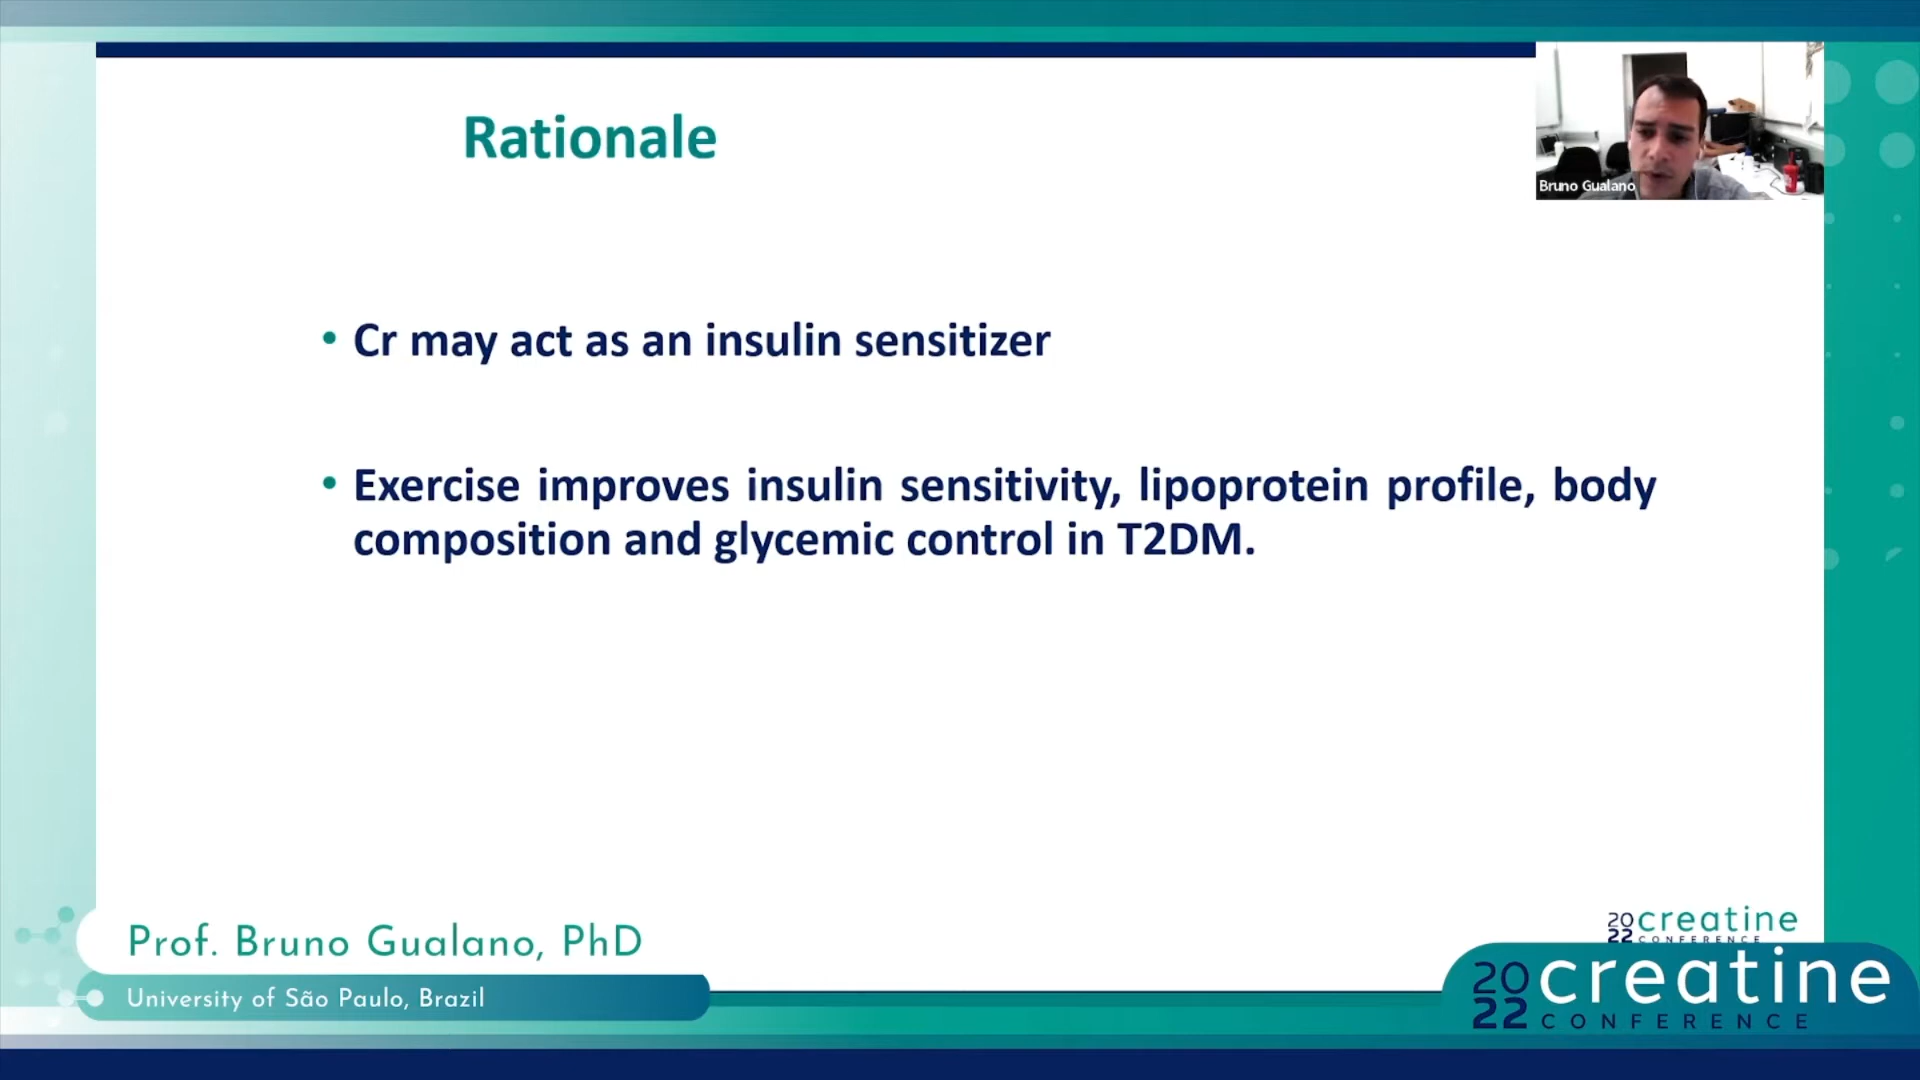 Rationale
Bruno Gualano
• Cr may act as an insulin sensitizer
• Exercise improves insulin sensitivity, lipoprotein profile, body
composition and glycemic control in T2DM.
Prof. Bruno Gualano, PhD
University of São Paulo, Brazil
2022 creatine
CONFERENCE
2022 creatine
CONFERENCE